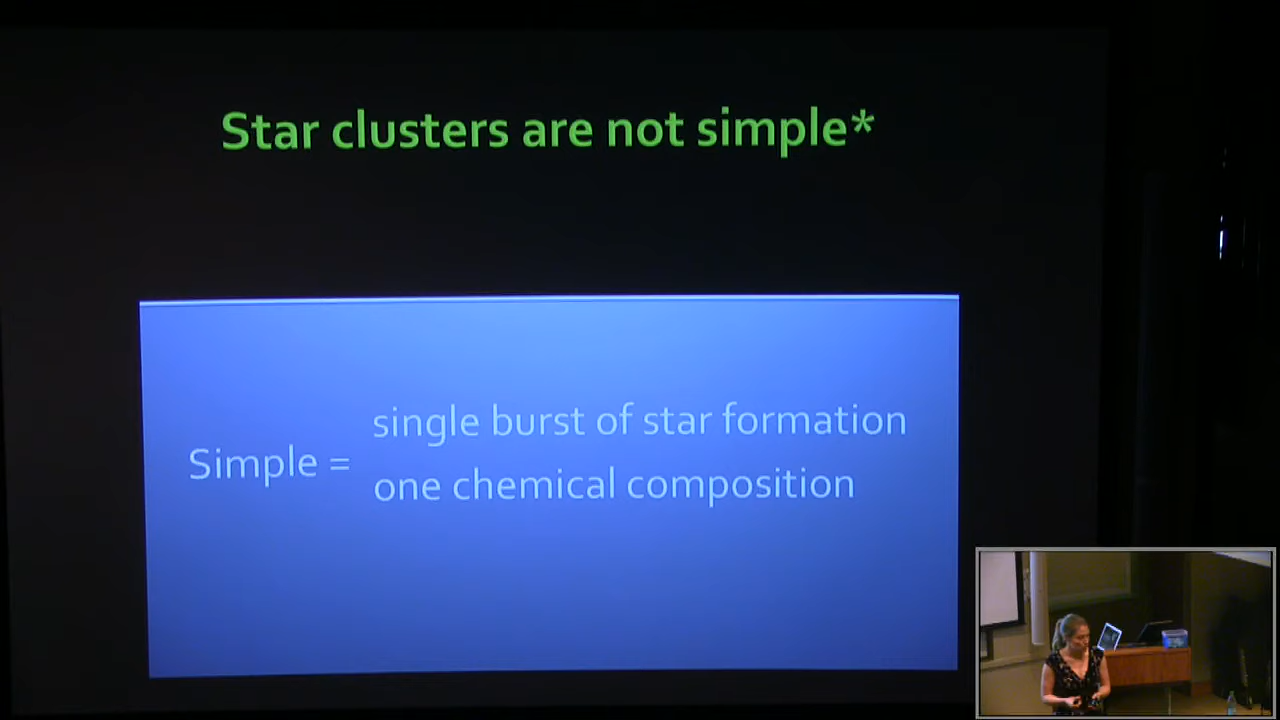 Star clusters are not simple*
single burst of star formation
Simple =
one chemical composition